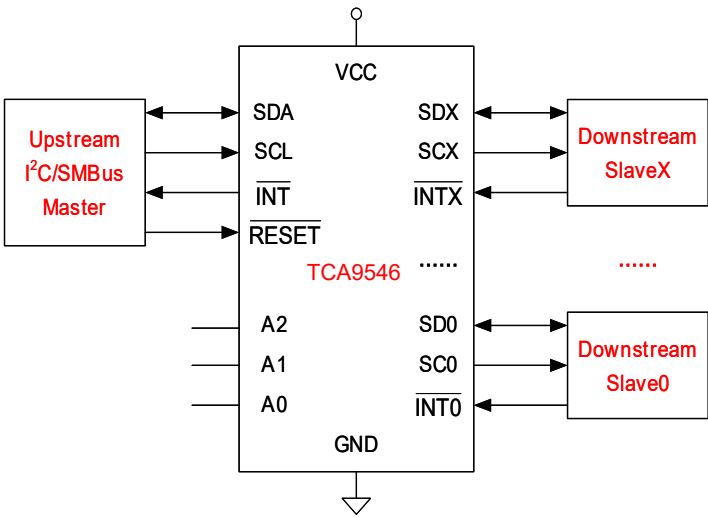 VCC
Upstream
I²C/SMBus
Master
SDA
SCL
INT
RESET
SDX
SCX
INTX
Downstream
SlaveX
TCA9546
......
......
A2
A1
A0
SD0
SC0
INT0
Downstream
Slave0
GND